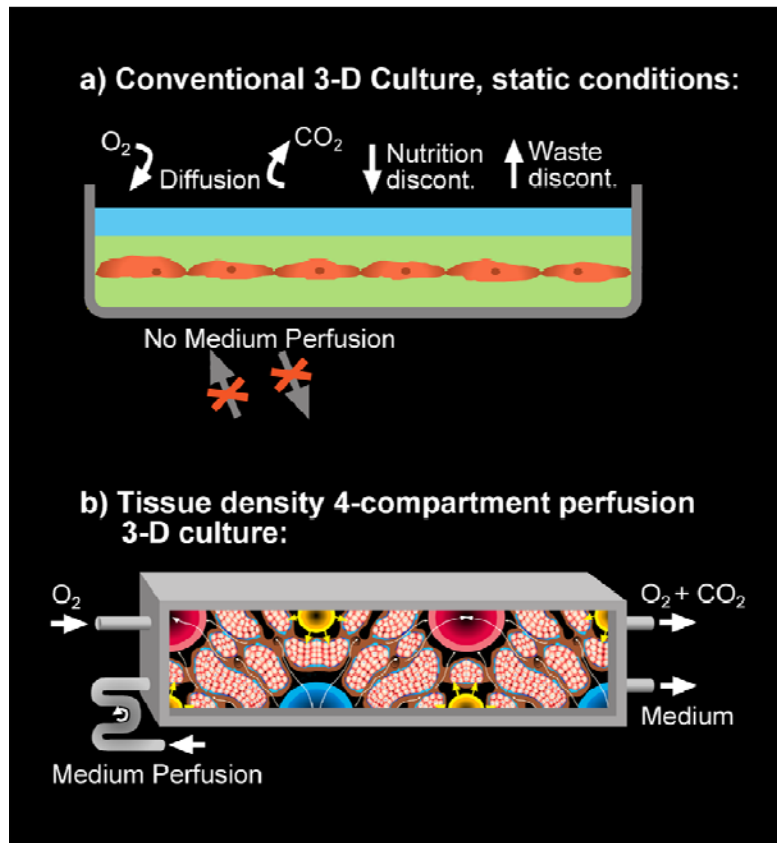 a) Conventional 3-D Culture, static conditions:
O₂ CO₂ Nutrition Waste
Diffusion discont. discont.
No Medium Perfusion
b) Tissue density 4-compartment perfusion
3-D culture:
O₂ O₂ + CO₂
Medium
Medium Perfusion